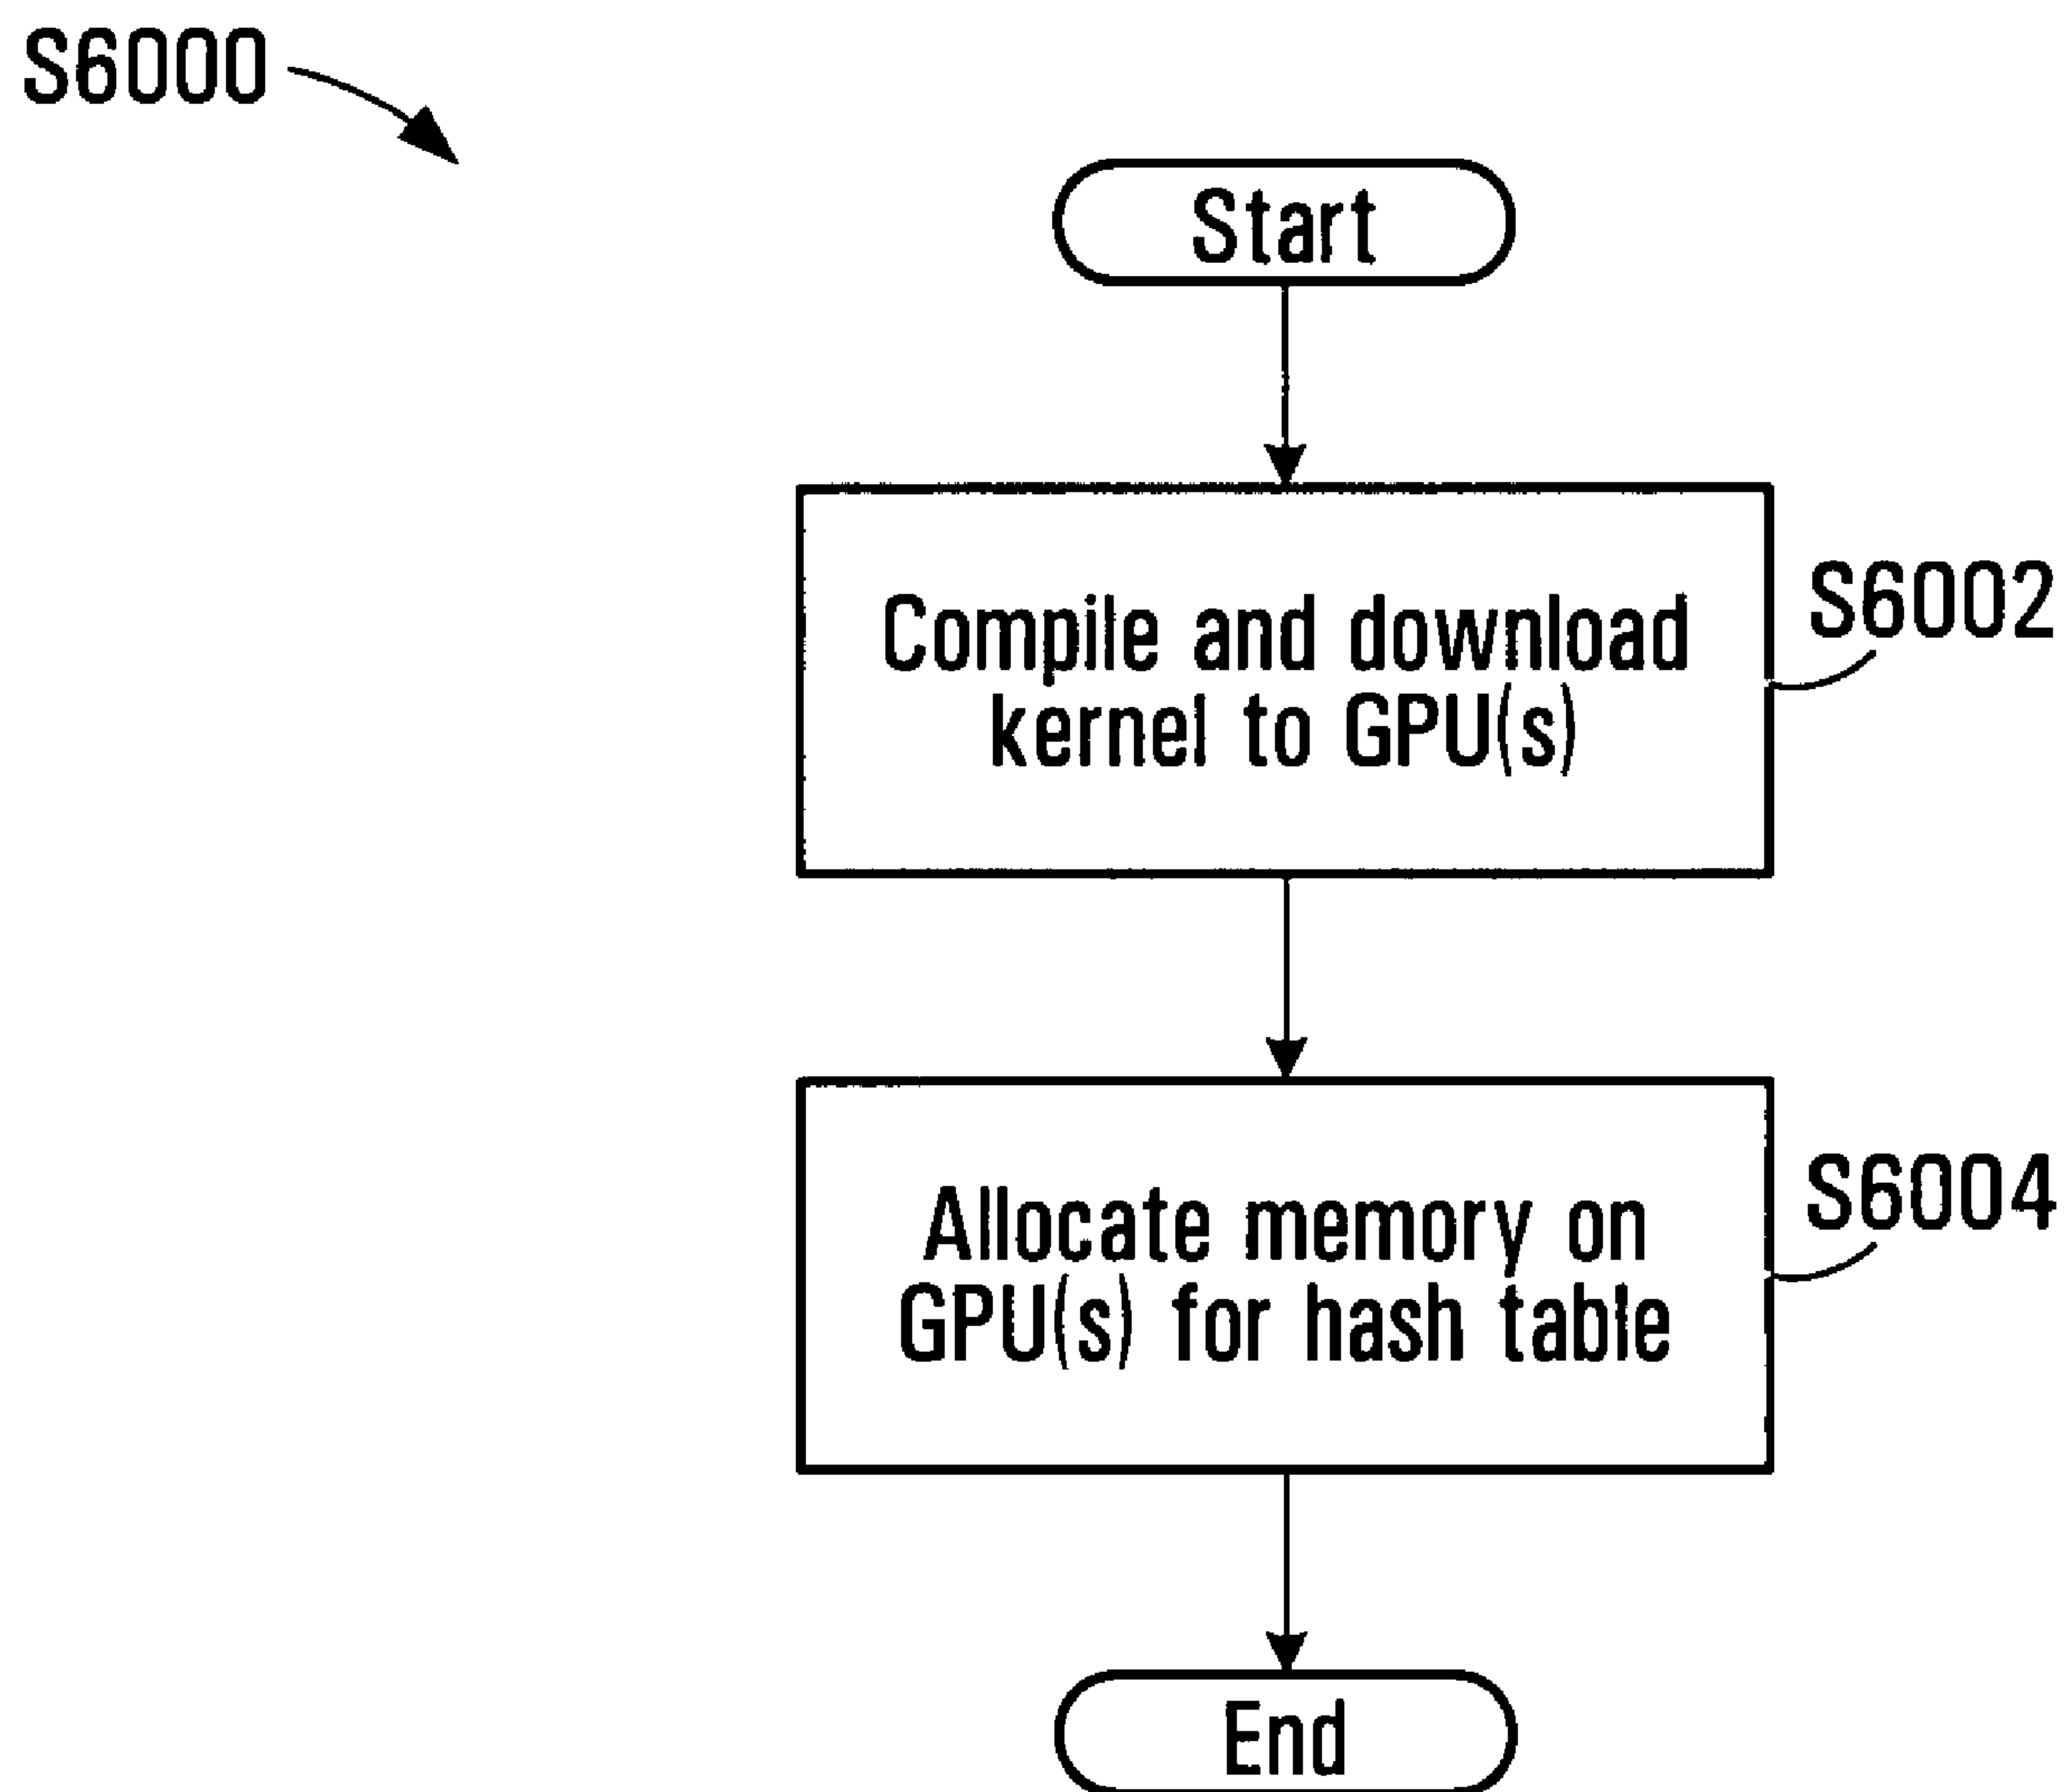 S6000
Start
Compile and download
kernel to GPU(s)
S6002
Allocate memory on
GPU(s) for hash table
S6004
End